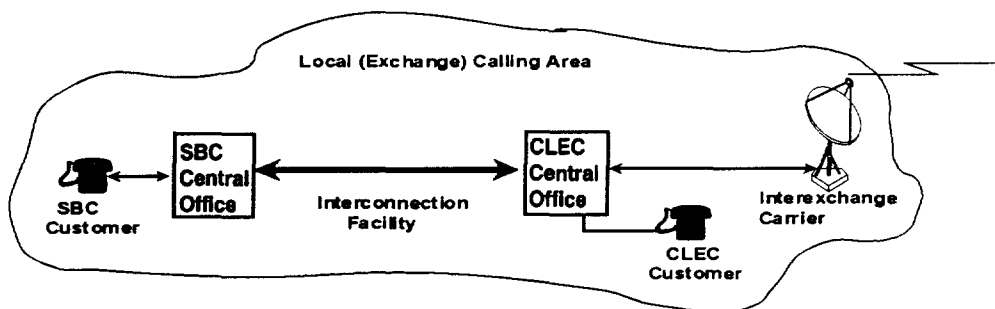 Local (Exchange) Calling Area
SBC
Central
Office
CLEC
Central
Office
SBC
Customer
Interconnection
Facility
Interexchange
Carrier
CLEC
Customer